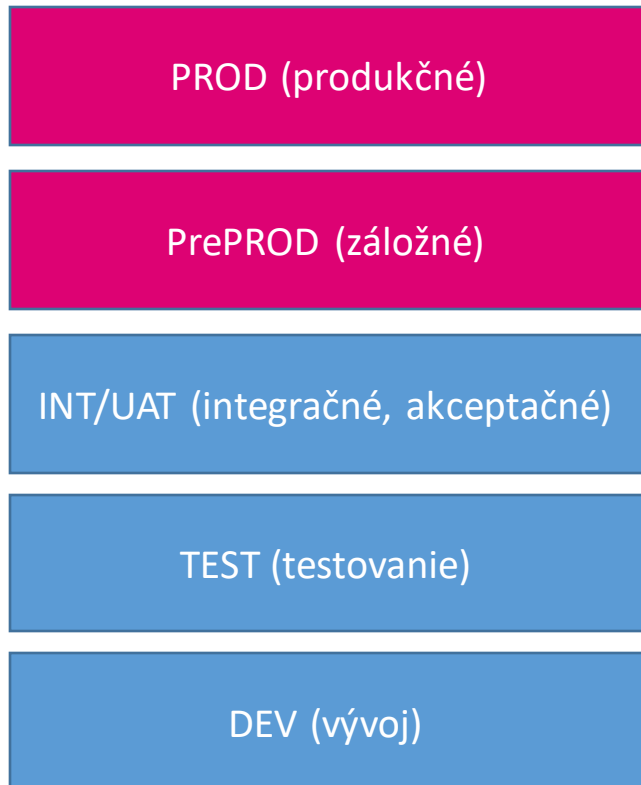 PROD (produkčné)
PrePROD (záložné)
INT/UAT (integračné, akceptačné)
TEST (testovanie)
DEV (vývoj)